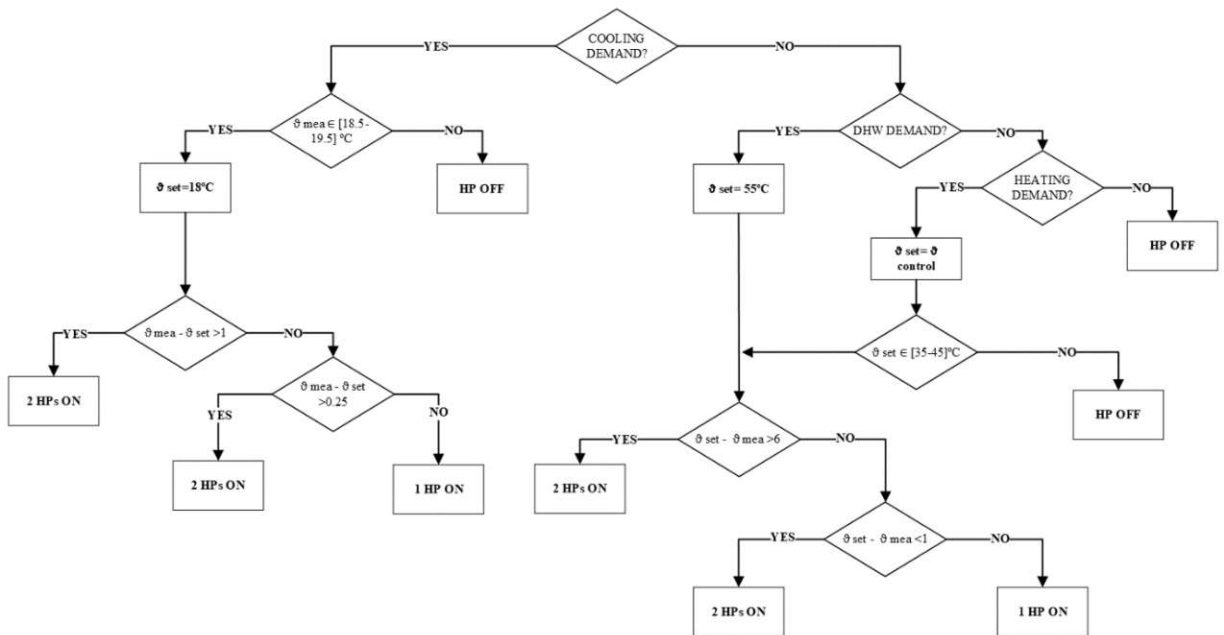 COOLING
DEMAND?
YES
NO
ϑ mea ∈ [18.5-
19.5] ºC
YES
NO
ϑ set=18ºC
HP OFF
ϑ mea - ϑ set >1
YES
NO
2 HPs ON
ϑ mea - ϑ set
>0.25
YES
NO
2 HPs ON
1 HP ON
DHW DEMAND?
YES
NO
ϑ set= 55ºC
HEATING
DEMAND?
YES
NO
HP OFF
ϑ set= ϑ
control
ϑ set ∈ [35-45]ºC
NO
HP OFF
ϑ set - ϑ mea >6
YES
NO
2 HPs ON
ϑ set - ϑ mea <1
YES
NO
2 HPs ON
1 HP ON